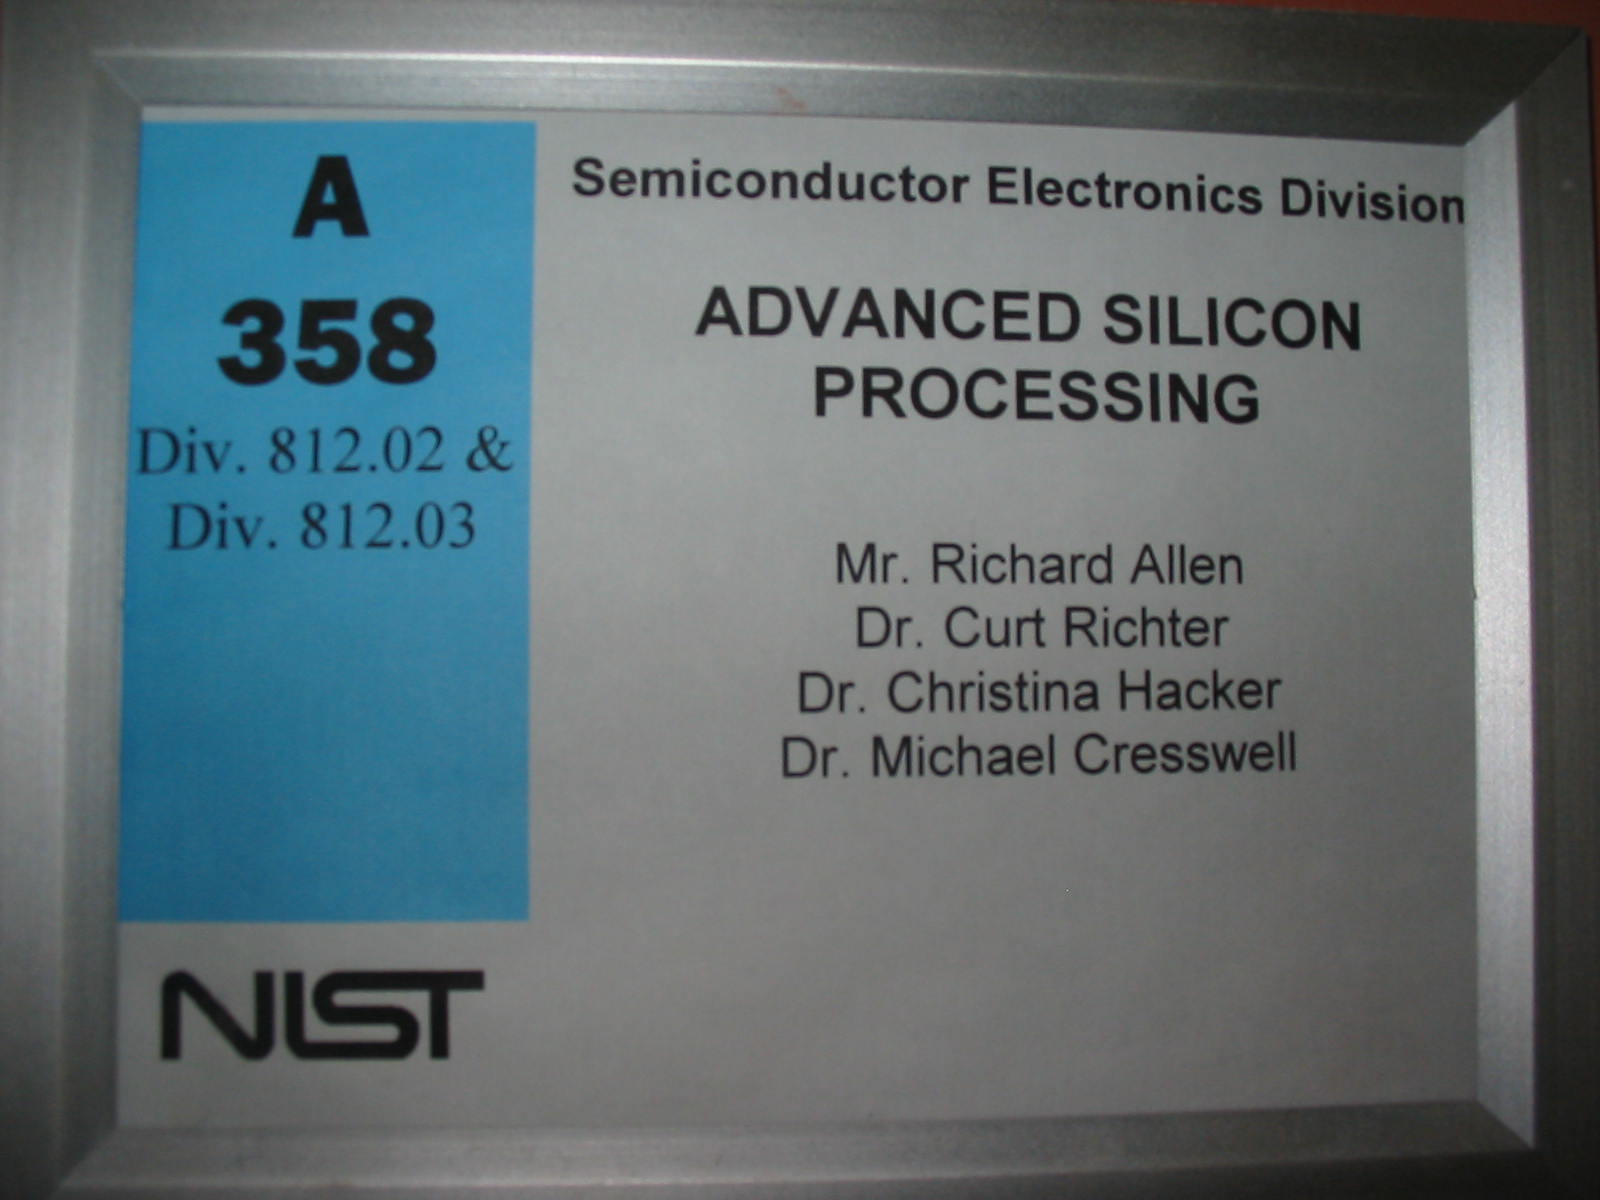 A
358
Div. 812.02 &
Div. 812.03
NIST
Semiconductor Electronics Division
ADVANCED SILICON
PROCESSING
Mr. Richard Allen
Dr. Curt Richter
Dr. Christina Hacker
Dr. Michael Cresswell